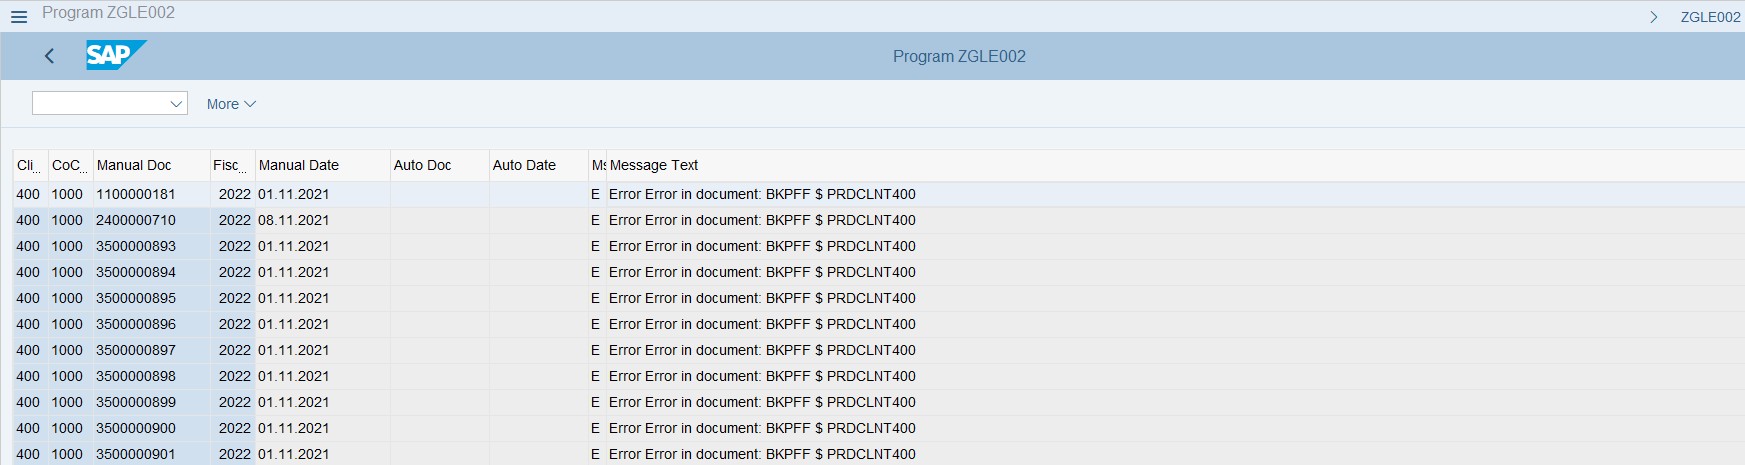 Program ZGLE002
ZGLE002
SAP
Program ZGLE002
More
Cli... CoC... Manual Doc Fisc... Manual Date Auto Doc Auto Date Ms Message Text
400 1000 1100000181 2022 01.11.2021 E Error Error in document: BKPFF $ PRDCLNT400
400 1000 2400000710 2022 08.11.2021 E Error Error in document: BKPFF $ PRDCLNT400
400 1000 3500000893 2022 01.11.2021 E Error Error in document: BKPFF $ PRDCLNT400
400 1000 3500000894 2022 01.11.2021 E Error Error in document: BKPFF $ PRDCLNT400
400 1000 3500000895 2022 01.11.2021 E Error Error in document: BKPFF $ PRDCLNT400
400 1000 3500000896 2022 01.11.2021 E Error Error in document: BKPFF $ PRDCLNT400
400 1000 3500000897 2022 01.11.2021 E Error Error in document: BKPFF $ PRDCLNT400
400 1000 3500000898 2022 01.11.2021 E Error Error in document: BKPFF $ PRDCLNT400
400 1000 3500000899 2022 01.11.2021 E Error Error in document: BKPFF $ PRDCLNT400
400 1000 3500000900 2022 01.11.2021 E Error Error in document: BKPFF $ PRDCLNT400
400 1000 3500000901 2022 01.11.2021 E Error Error in document: BKPFF $ PRDCLNT400